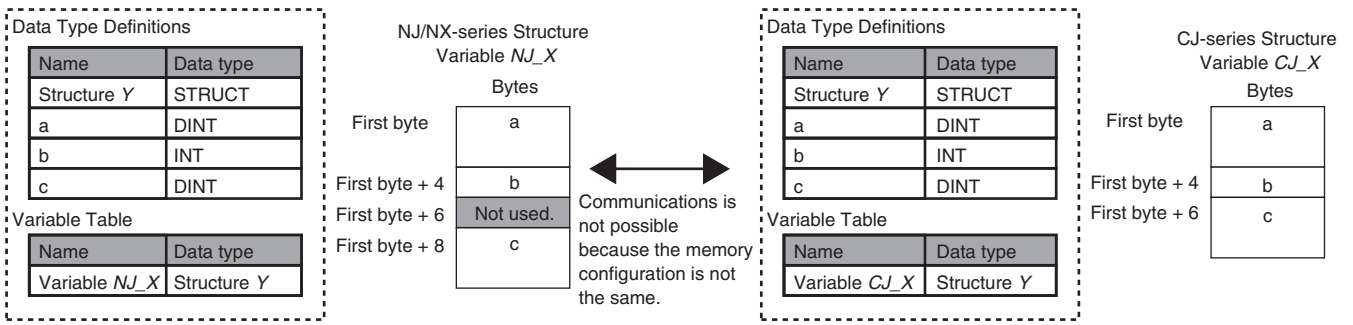 Data Type Definitions
Name Data type
Structure Y STRUCT
a DINT
b INT
c DINT
Variable Table
Name Data type
Variable NJ_X Structure Y
NJ/NX-series Structure
Variable NJ_X
Bytes
First byte a
First byte + 4 b
First byte + 6 Not used.
First byte + 8 c
Communications is
not possible
because the memory
configuration is not
the same.
Data Type Definitions
Name Data type
Structure Y STRUCT
a DINT
b INT
c DINT
Variable Table
Name Data type
Variable CJ_X Structure Y
CJ-series Structure
Variable CJ_X
Bytes
First byte a
First byte + 4 b
First byte + 6 c